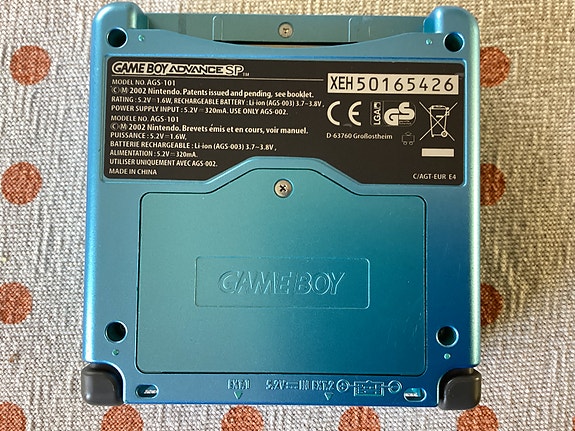 GAME BOY ADVANCE SP™
MODEL NO. AGS-101
© M 2002 Nintendo. Patents issued and pending, see booklet.
RATING : 5.2V⎓ 1.6W, RECHARGEABLE BATTERY : Li-ion (AGS-003) 3.7⎓3.8V .
POWER SUPPLY INPUT : 5.2V⎓ 320mA. USE ONLY AGS-002.
MODELE NO. AGS-101
© M 2002 Nintendo. Brevets émis et en cours, voir manuel.
PUISSANCE : 5.2V⎓1.6W,
BATTERIE RECHARGEABLE : Li-ion (AGS-003) 3.7⎓3.8V ,
ALIMENTATION : 5.2V⎓320mA.
UTILISER UNIQUEMENT AVEC AGS-002.
MADE IN CHINA
XEH50165426
CE LGA GS
D-63760 Großostheim
C/AGT-EUR E4
GAME BOY
EXT.1 5.2V⎓ IN EXT.2